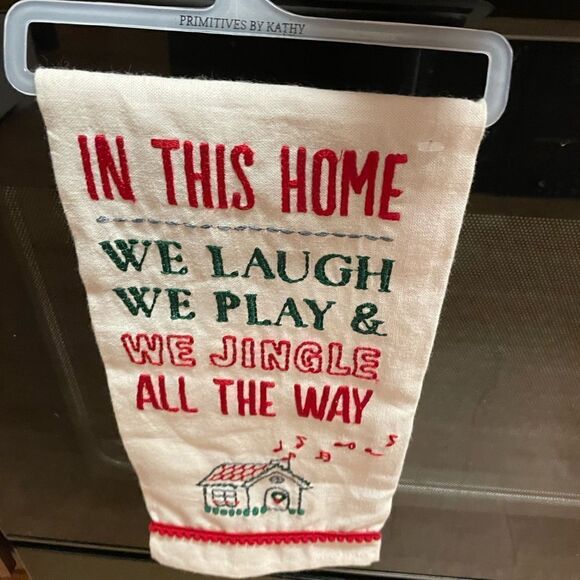 PRIMITIVES BY KATHY
IN THIS HOME
WE LAUGH
WE PLAY &
WE JINGLE
ALL THE WAY